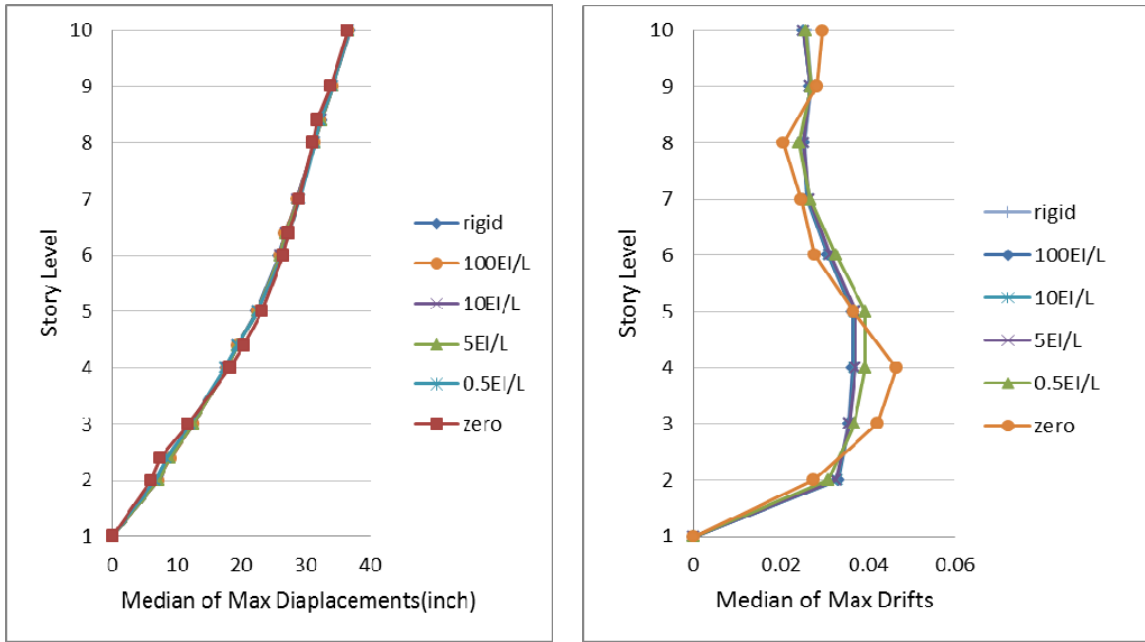 10
9
8
7
6
5
4
3
2
1
Story Level
0 10 20 30 40
Median of Max Diaplacements(inch)
rigid
100EI/L
10EI/L
5EI/L
0.5EI/L
zero
10
9
8
7
6
5
4
3
2
1
Story Level
0 0.02 0.04 0.06
Median of Max Drifts
rigid
100EI/L
10EI/L
5EI/L
0.5EI/L
zero